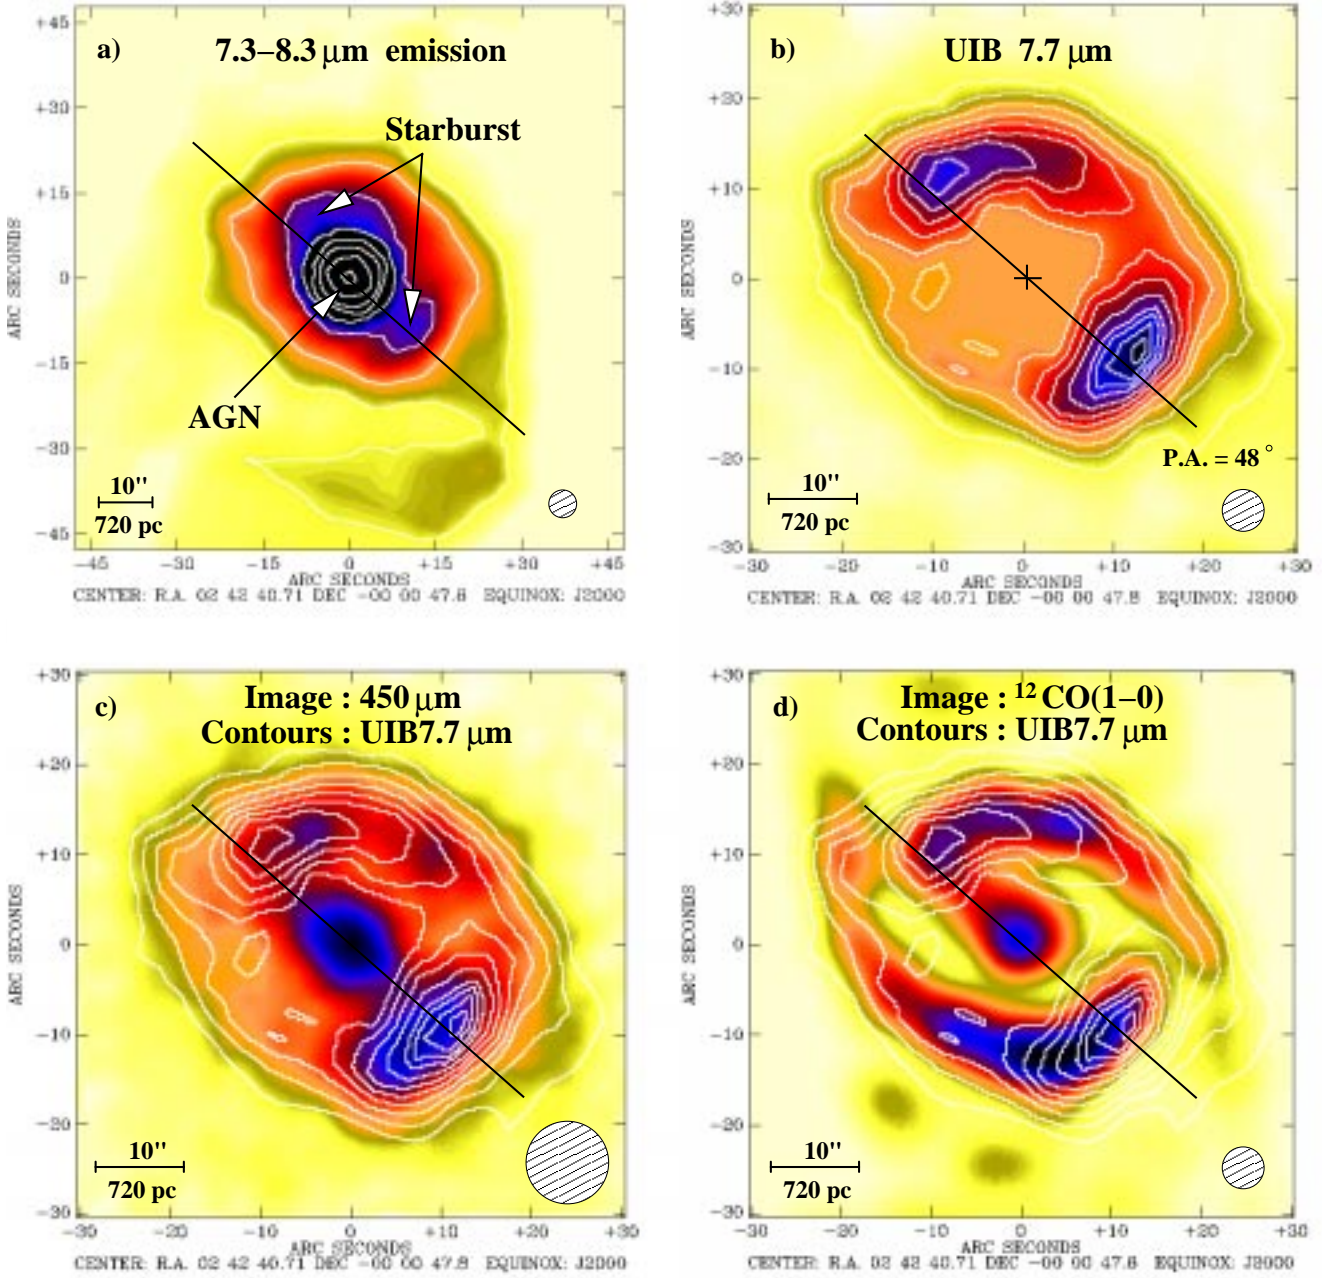 a) 7.3–8.3 µm emission
Starburst
AGN
10"
720 pc
+45
+30
+15
0
−15
−30
−45
ARC SECONDS
−45 −30 −15 0 +15 +30 +45
ARC SECONDS
CENTER: R.A. 02 42 40.71 DEC −00 00 47.8 EQUINOX: J2000
b) UIB 7.7 µm
P.A. = 48°
10"
720 pc
+30
+20
+10
0
−10
−20
−30
ARC SECONDS
−30 −20 −10 0 +10 +20 +30
ARC SECONDS
CENTER: R.A. 02 42 40.71 DEC −00 00 47.8 EQUINOX: J2000
c) Image : 450 µm
Contours : UIB7.7 µm
10"
720 pc
+30
+20
+10
0
−10
−20
−30
ARC SECONDS
−30 −20 −10 0 +10 +20 +30
ARC SECONDS
CENTER: R.A. 02 42 40.71 DEC −00 00 47.8 EQUINOX: J2000
d) Image : ¹²CO(1–0)
Contours : UIB7.7 µm
10"
720 pc
+30
+20
+10
0
−10
−20
−30
ARC SECONDS
−30 −20 −10 0 +10 +20 +30
ARC SECONDS
CENTER: R.A. 02 42 40.71 DEC −00 00 47.8 EQUINOX: J2000